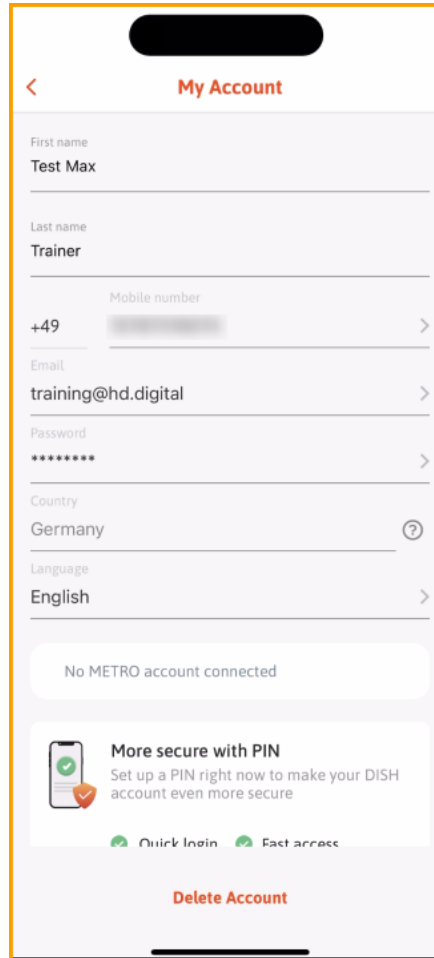 My Account
First name
Test Max
Last name
Trainer
Mobile number
+49
Email
training@hd.digital
Password
********
Country
Germany
?
Language
English
No METRO account connected
More secure with PIN
Set up a PIN right now to make your DISH
account even more secure
Quick login Fast access
Delete Account